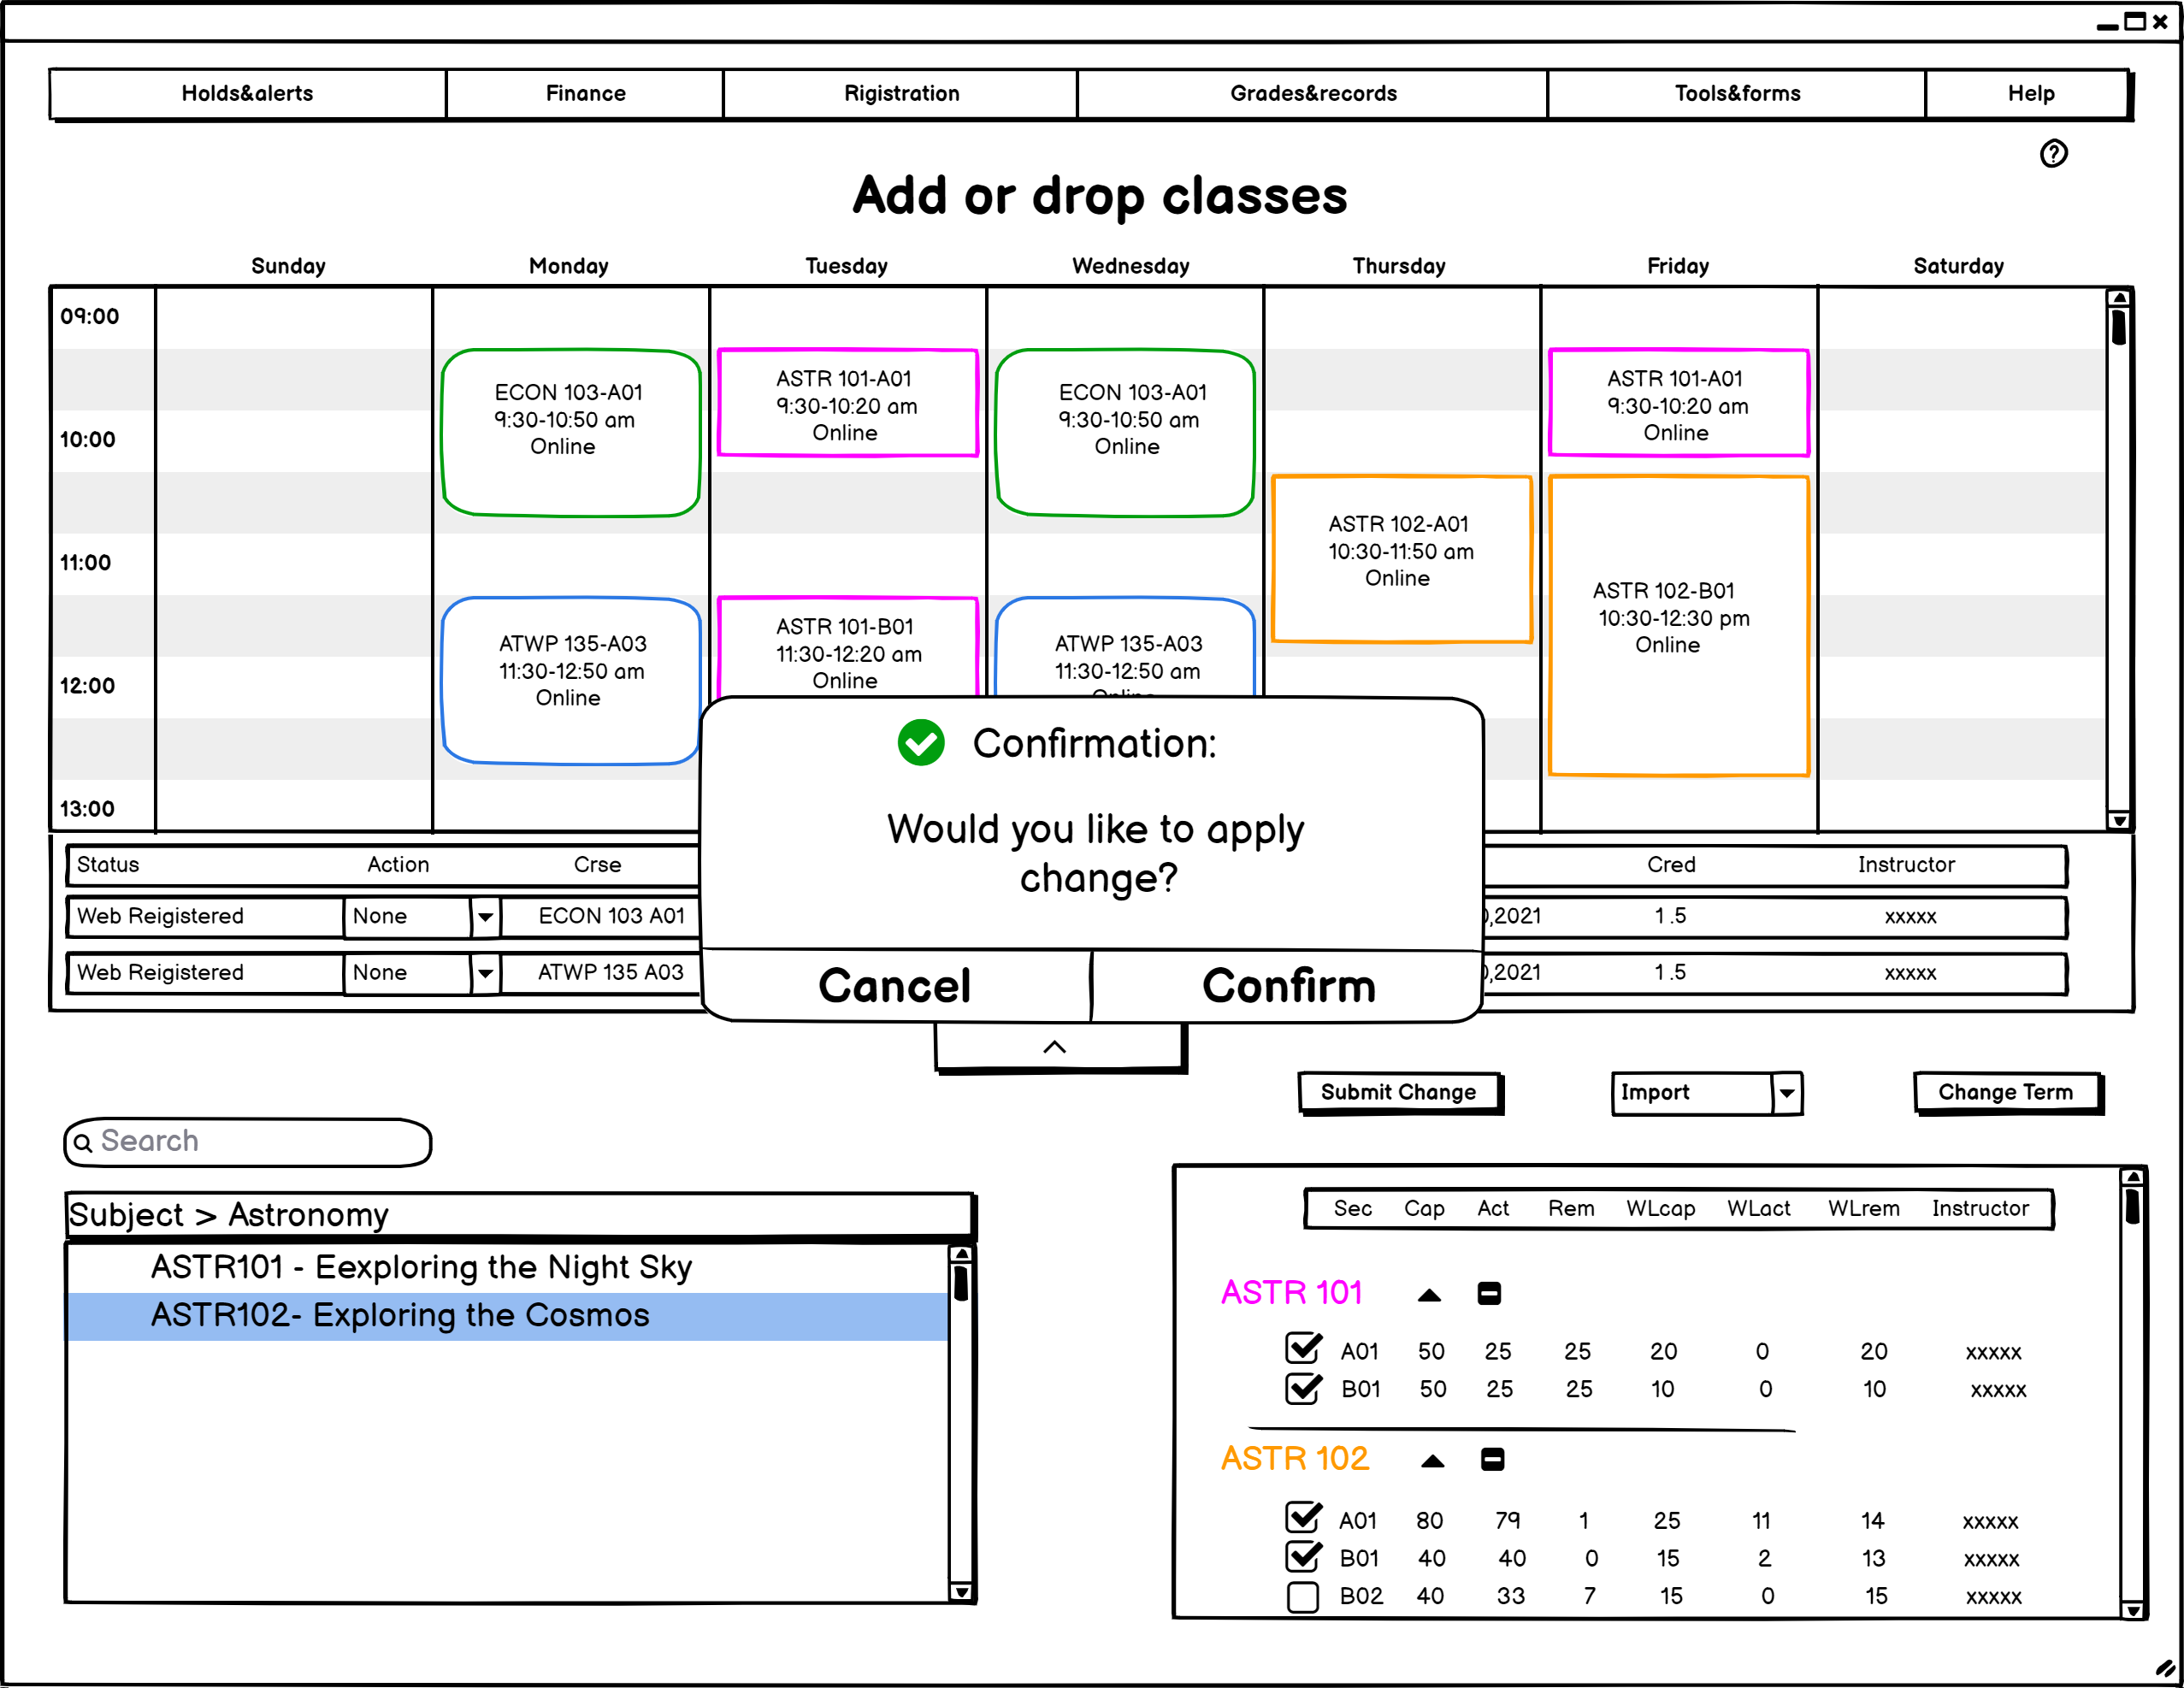 Holds&alerts Finance Rigistration Grades&records Tools&forms Help
Add or drop classes
Sunday Monday Tuesday Wednesday Thursday Friday Saturday
09:00
10:00
11:00
12:00
13:00
ECON 103-A01
9:30-10:50 am
Online
ATWP 135-A03
11:30-12:50 am
Online
ASTR 101-A01
9:30-10:20 am
Online
ASTR 101-B01
11:30-12:20 am
Online
ECON 103-A01
9:30-10:50 am
Online
ATWP 135-A03
11:30-12:50 am
Online
ASTR 102-A01
10:30-11:50 am
Online
ASTR 101-A01
9:30-10:20 am
Online
ASTR 102-B01
10:30-12:30 pm
Online
Confirmation:
Would you like to apply
change?
Cancel Confirm
Status Action Crse Cred Instructor
Web Reigistered None ECON 103 A01 ,2021 1.5 xxxxx
Web Reigistered None ATWP 135 A03 ,2021 1.5 xxxxx
Submit Change Import Change Term
Search
Subject > Astronomy
ASTR101 - Eexploring the Night Sky
ASTR102- Exploring the Cosmos
Sec Cap Act Rem WLcap WLact WLrem Instructor
ASTR 101
A01 50 25 25 20 0 20 xxxxx
B01 50 25 25 10 0 10 xxxxx
ASTR 102
A01 80 79 1 25 11 14 xxxxx
B01 40 40 0 15 2 13 xxxxx
B02 40 33 7 15 0 15 xxxxx